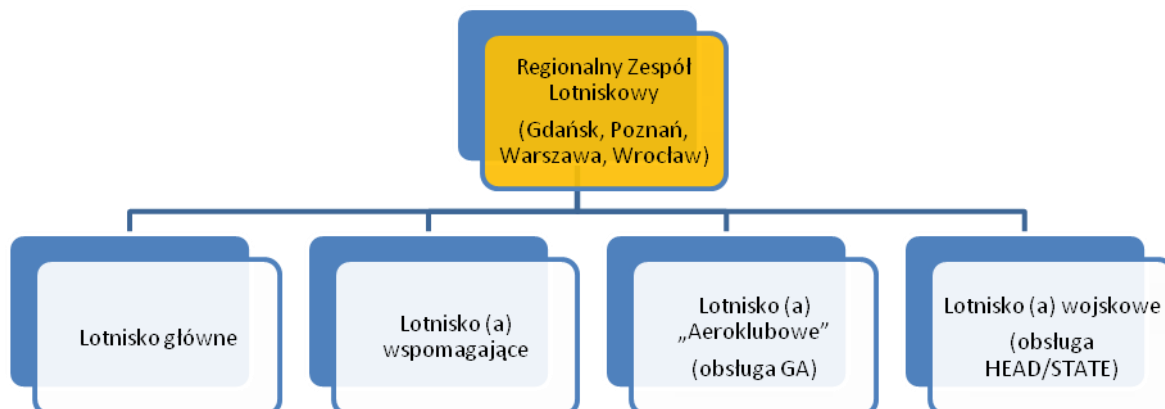 Regionalny Zespół
Lotniskowy
(Gdańsk, Poznań,
Warszawa, Wrocław)
Lotnisko główne
Lotnisko (a)
wspomagające
Lotnisko (a)
„Aeroklubowe”
(obsługa GA)
Lotnisko (a) wojskowe
(obsługa
HEAD/STATE)